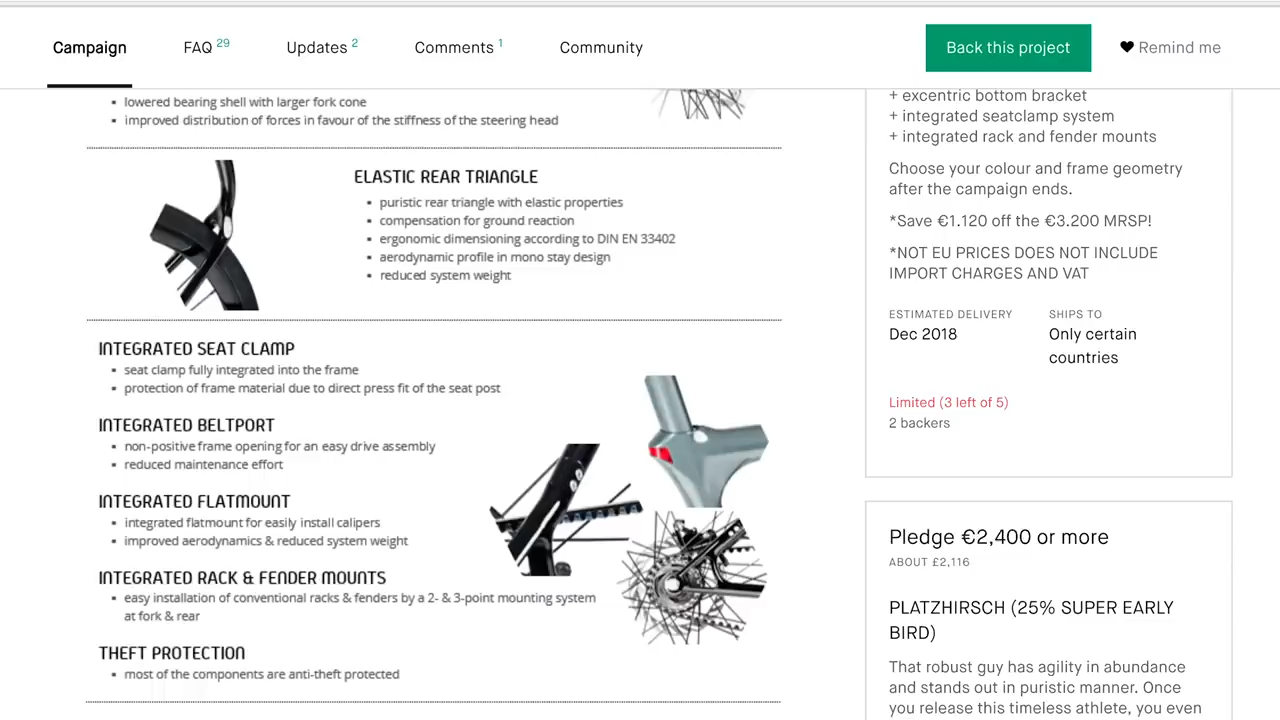 Campaign
FAQ 29
Updates 2
Comments 1
Community
Back this project
Remind me
lowered bearing shell with larger fork cone
improved distribution of forces in favour of the stiffness of the steering head
ELASTIC REAR TRIANGLE
puristic rear triangle with elastic properties
compensation for ground reaction
ergonomic dimensioning according to DIN EN 33402
aerodynamic profile in mono stay design
reduced system weight
INTEGRATED SEAT CLAMP
seat clamp fully integrated into the frame
protection of frame material due to direct press fit of the seat post
INTEGRATED BELTPORT
non-positive frame opening for an easy drive assembly
reduced maintenance effort
INTEGRATED FLATMOUNT
integrated flatmount for easily install calipers
improved aerodynamics & reduced system weight
INTEGRATED RACK & FENDER MOUNTS
easy installation of conventional racks & fenders by a 2- & 3-point mounting system
at fork & rear
THEFT PROTECTION
most of the components are anti-theft protected
+ excentric bottom bracket
+ integrated seatclamp system
+ integrated rack and fender mounts
Choose your colour and frame geometry
after the campaign ends.
*Save €1.120 off the €3.200 MRSP!
*NOT EU PRICES DOES NOT INCLUDE
IMPORT CHARGES AND VAT
ESTIMATED DELIVERY
Dec 2018
SHIPS TO
Only certain
countries
Limited (3 left of 5)
2 backers
Pledge €2,400 or more
ABOUT £2,116
PLATZHIRSCH (25% SUPER EARLY
BIRD)
That robust guy has agility in abundance
and stands out in puristic manner. Once
you release this timeless athlete, you even